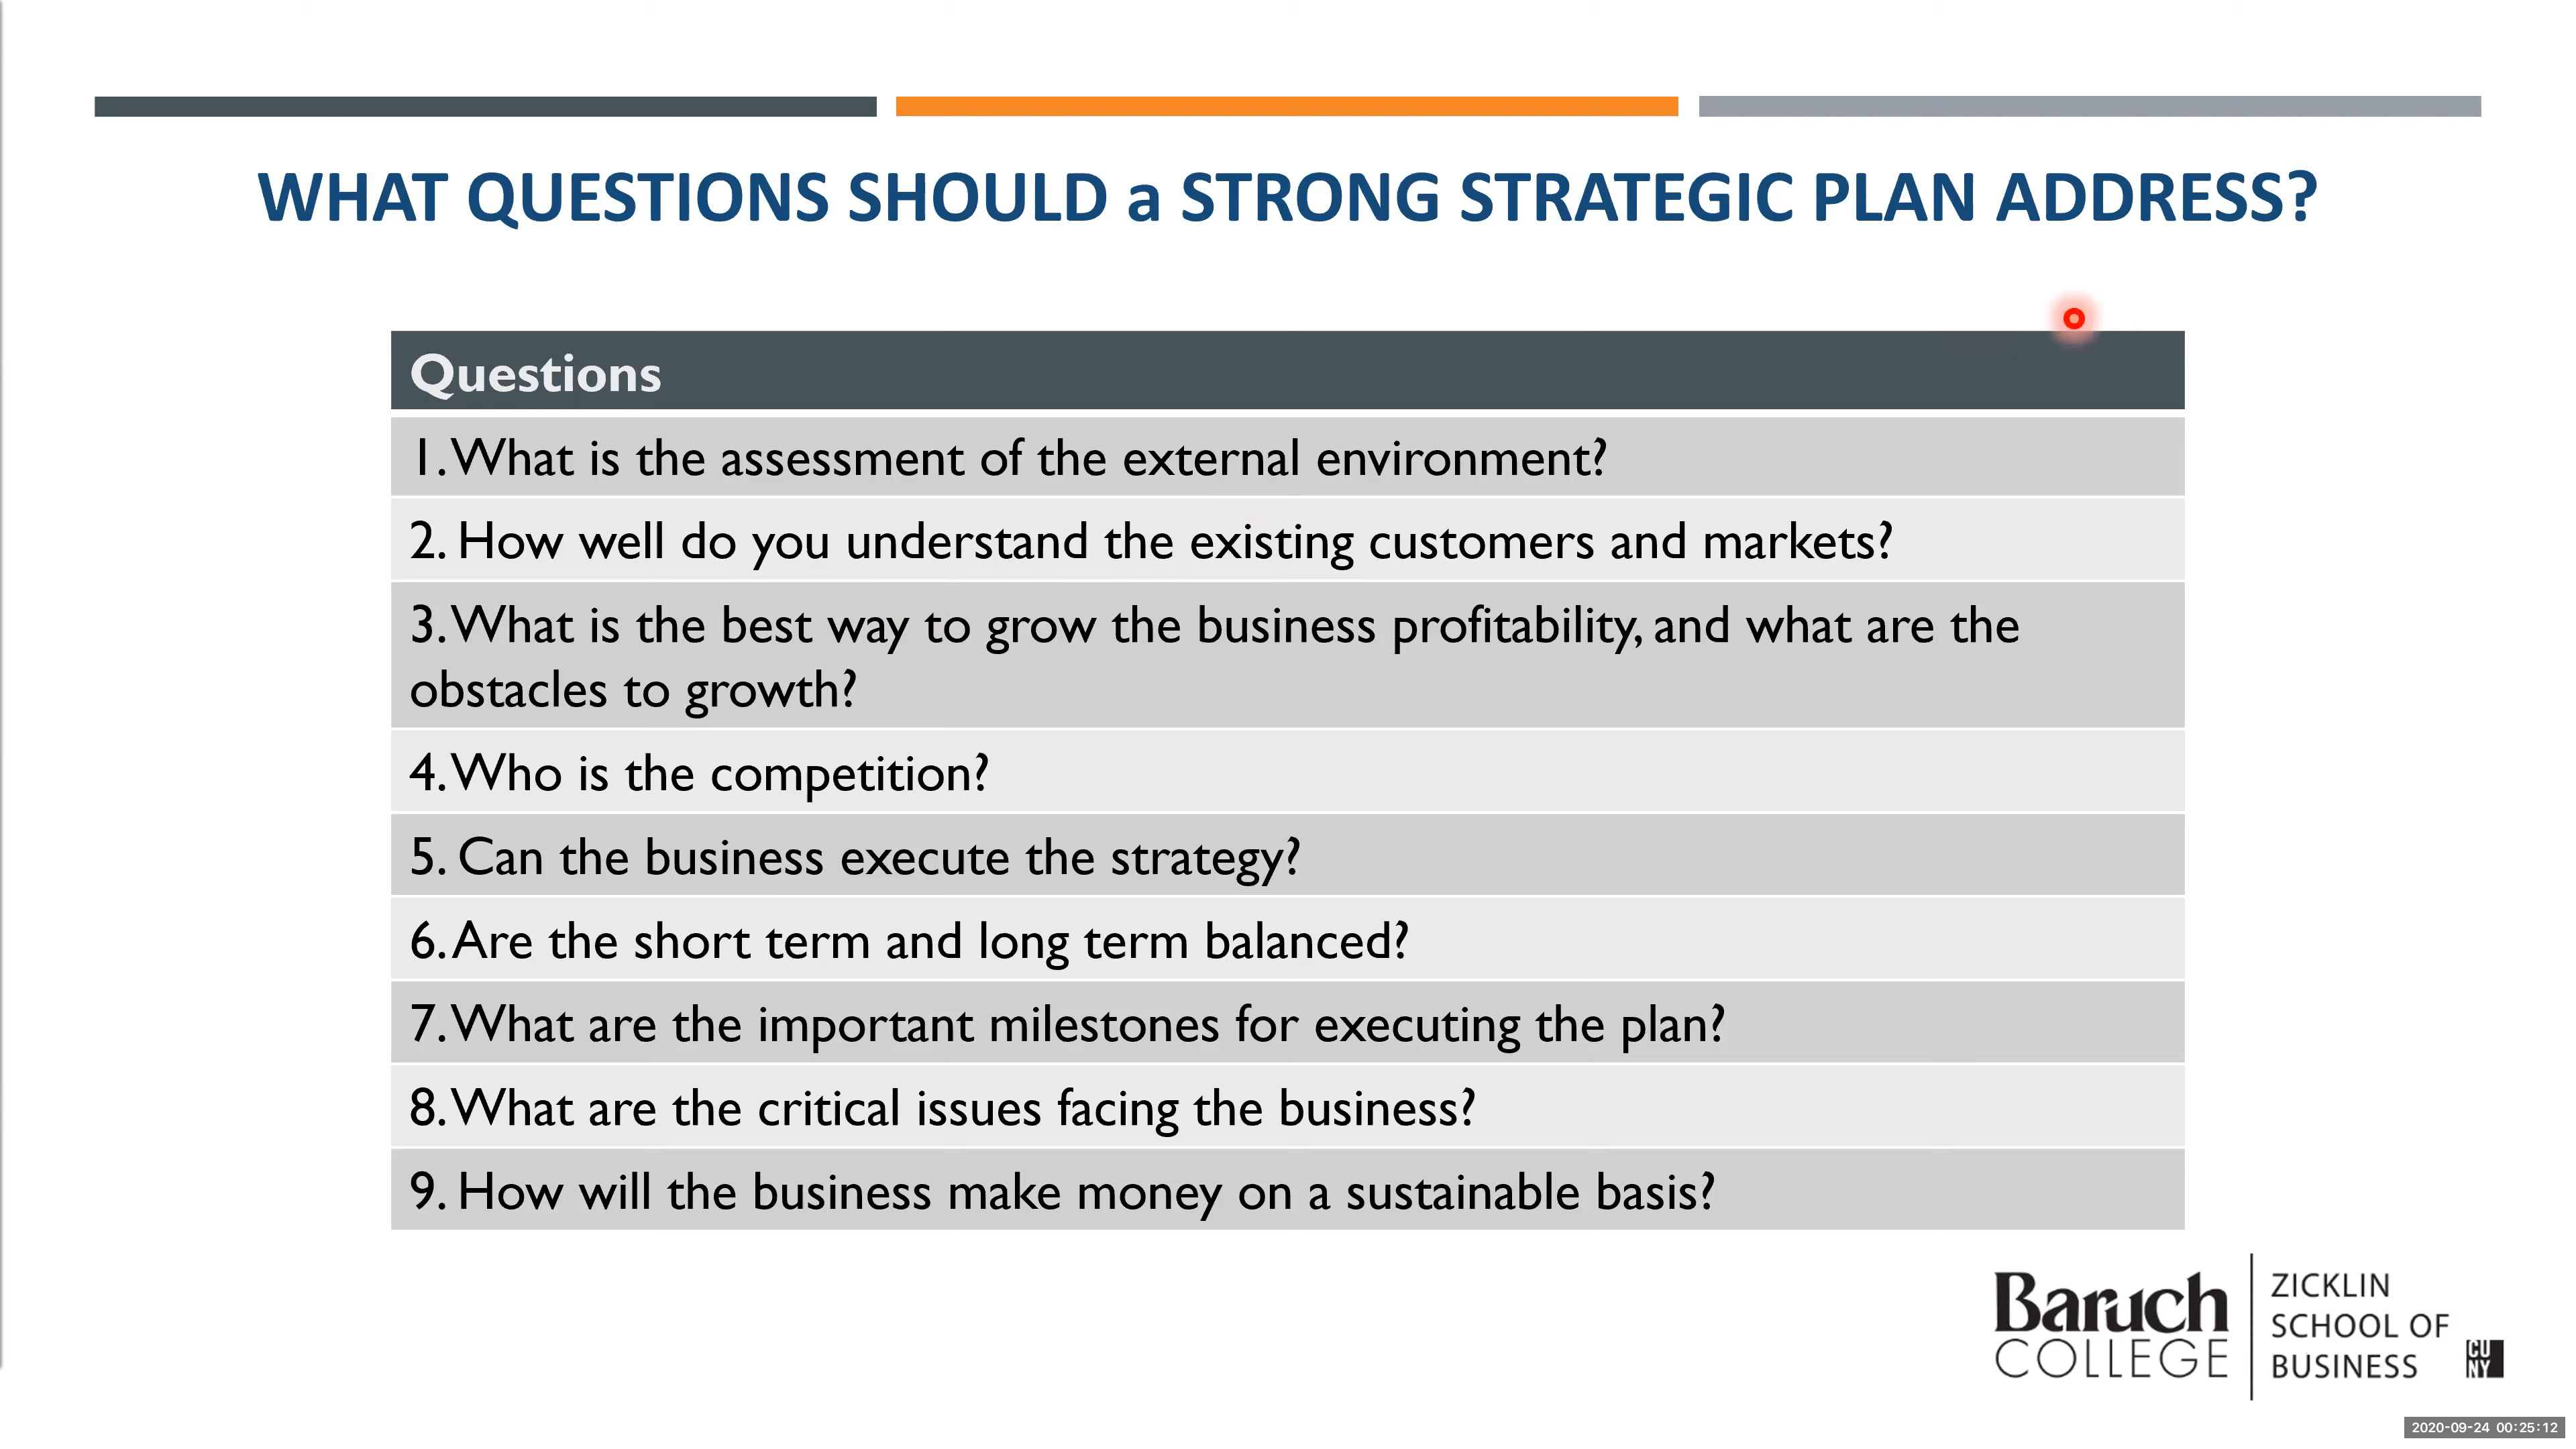 WHAT QUESTIONS SHOULD a STRONG STRATEGIC PLAN ADDRESS?
Questions
1. What is the assessment of the external environment?
2. How well do you understand the existing customers and markets?
3. What is the best way to grow the business profitability, and what are the
obstacles to growth?
4. Who is the competition?
5. Can the business execute the strategy?
6. Are the short term and long term balanced?
7. What are the important milestones for executing the plan?
8. What are the critical issues facing the business?
9. How will the business make money on a sustainable basis?
Baruch
COLLEGE
ZICKLIN
SCHOOL OF
BUSINESS
CU
NY
2020-09-24 00:25:12